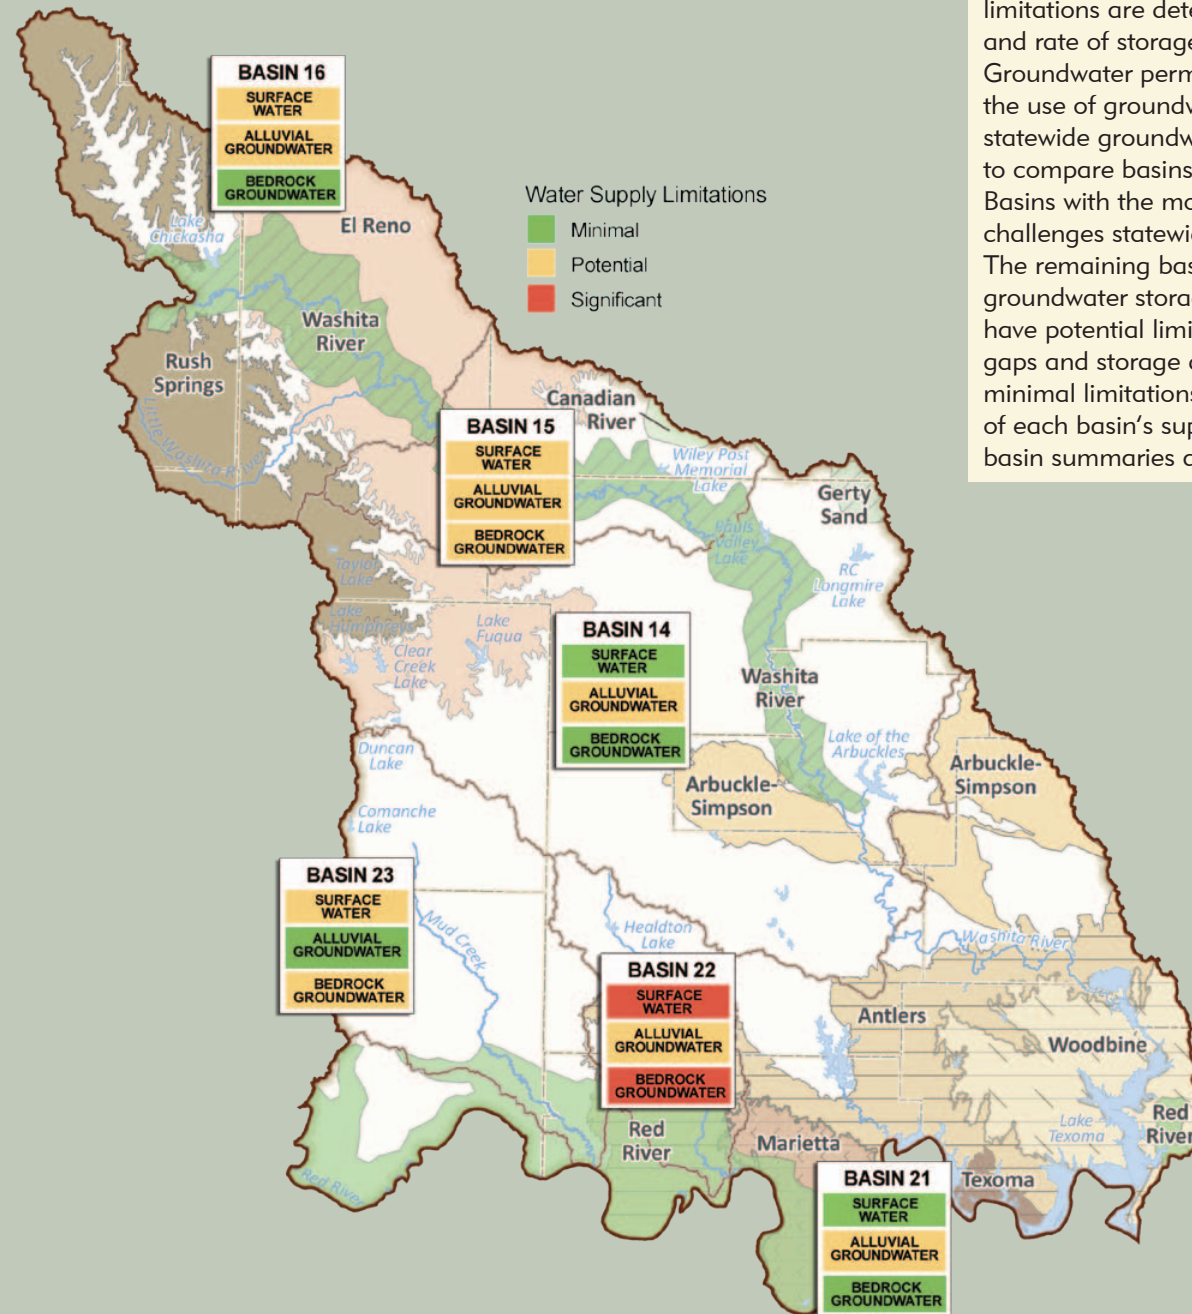 limitations are dete
and rate of storage
Groundwater perm
the use of groundw
statewide groundw
to compare basins
Basins with the mo
challenges statewi
The remaining bas
groundwater stora
have potential limi
gaps and storage
minimal limitations
of each basin's sup
basin summaries
BASIN 16
SURFACE
WATER
ALLUVIAL
GROUNDWATER
BEDROCK
GROUNDWATER
Water Supply Limitations
Minimal
Potential
Significant
Lake
Chickasha
El Reno
Washita
River
Rush
Springs
Little Washita River
Canadian
River
BASIN 15
SURFACE
WATER
ALLUVIAL
GROUNDWATER
BEDROCK
GROUNDWATER
Wiley Post
Memorial
Lake
Gerty
Sand
Pauls
Valley
Lake
RC
Longmire
Lake
Taylor
Lake
Lake
Humphreys
Lake
Fuqua
Clear
Creek
Lake
BASIN 14
SURFACE
WATER
ALLUVIAL
GROUNDWATER
BEDROCK
GROUNDWATER
Washita
River
Duncan
Lake
Lake of the
Arbuckles
Arbuckle-
Simpson
Arbuckle-
Simpson
Comanche
Lake
BASIN 23
SURFACE
WATER
ALLUVIAL
GROUNDWATER
BEDROCK
GROUNDWATER
Mud Creek
Healdton
Lake
Washita River
BASIN 22
SURFACE
WATER
ALLUVIAL
GROUNDWATER
BEDROCK
GROUNDWATER
Antlers
Woodbine
Red
River
Marietta
Lake
Texoma
Red
River
Red River
Texoma
BASIN 21
SURFACE
WATER
ALLUVIAL
GROUNDWATER
BEDROCK
GROUNDWATER